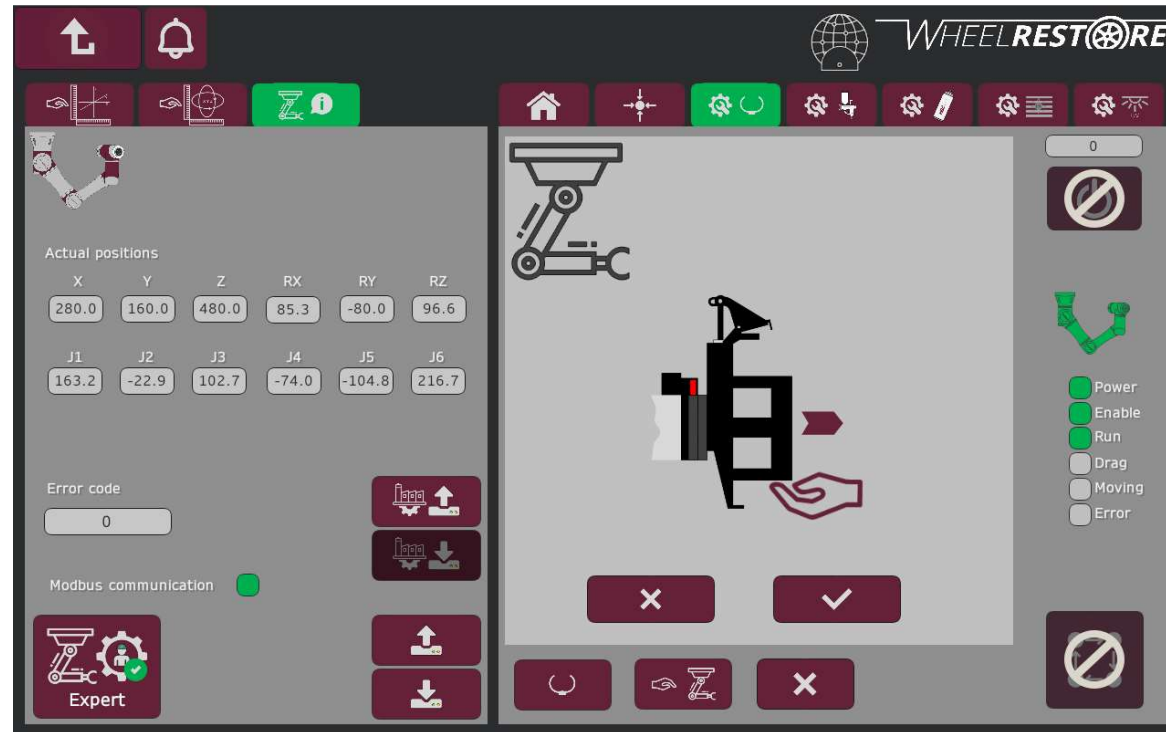 WHEELRESTORE
0
Actual positions
X Y Z RX RY RZ
280.0 160.0 480.0 85.3 -80.0 96.6
J1 J2 J3 J4 J5 J6
163.2 -22.9 102.7 -74.0 -104.8 216.7
Power
Enable
Run
Drag
Moving
Error
Error code
0
Modbus communication
Expert